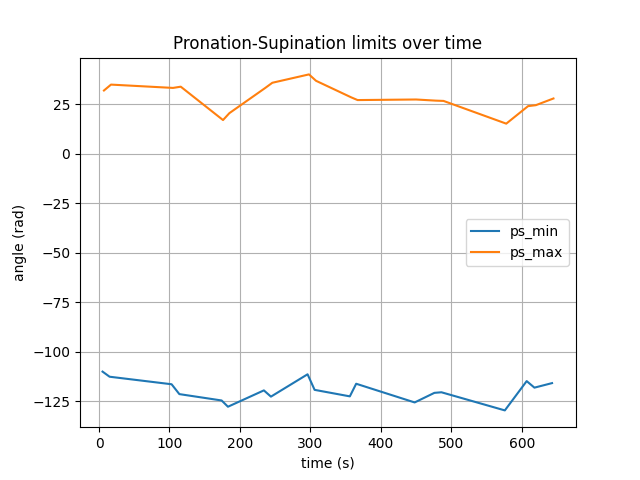 Pronation-Supination limits over time
angle (rad)
25
0
−25
−50
−75
−100
−125
ps_min
ps_max
0 100 200 300 400 500 600
time (s)